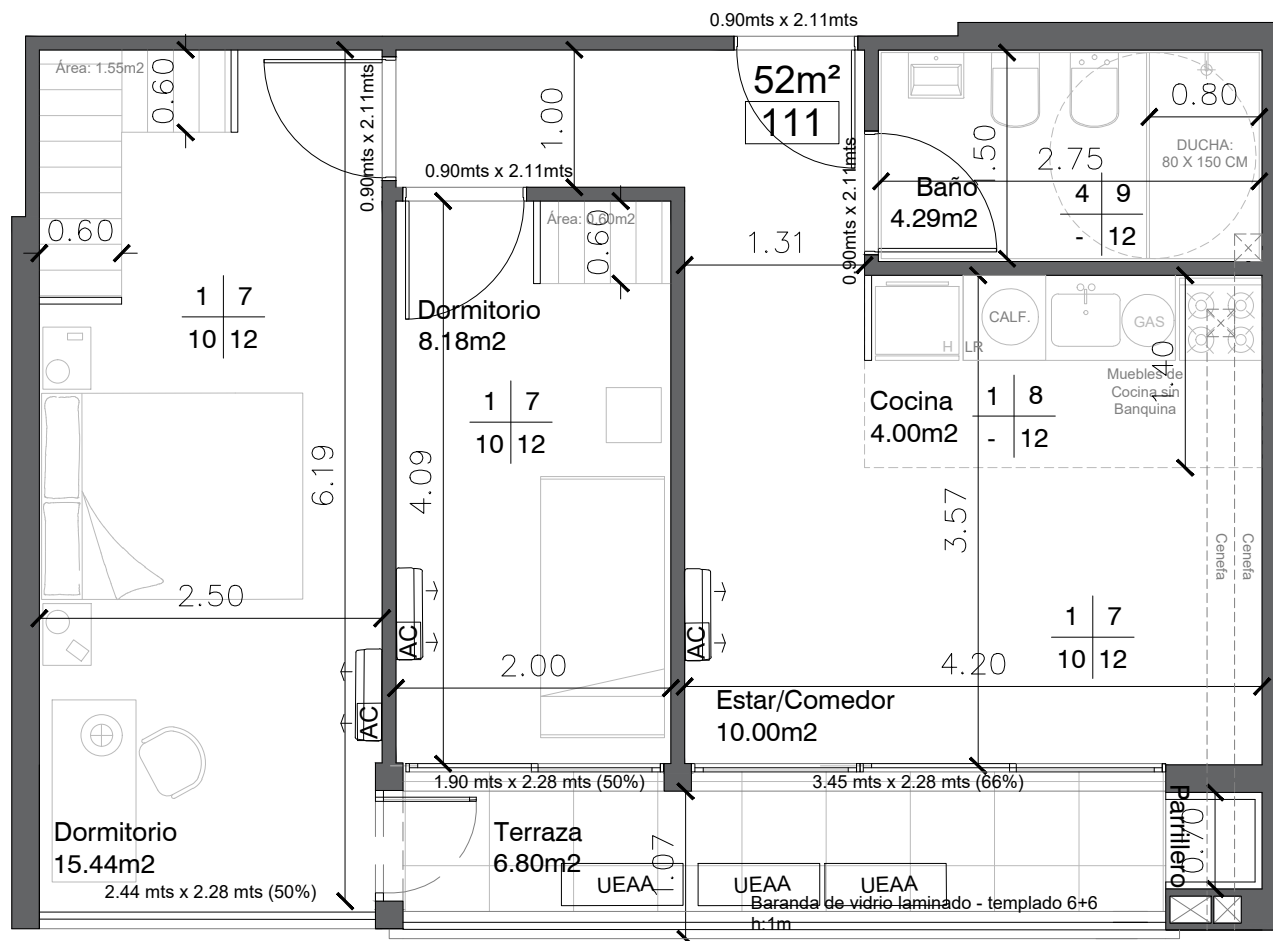 0.90mts x 2.11mts
52m²
111
Área: 1.55m2
0.60
0.90mts x 2.11mts
1.00
0.80
DUCHA:
80 X 150 CM
1.50
2.75
Baño
4.29m2
4 9
- 12
0.90mts x 2.11mts
0.90mts x 2.11mts
Área: 0.60m2
0.60
0.60
1.31
1 7
10 12
Dormitorio
8.18m2
CALF.
GAS
H LR
1.40
Muebles de
Cocina sin
Banquina
Cocina
4.00m2
1 8
- 12
1 7
10 12
6.19
4.09
3.57
Cenefa
Cenefa
2.50
AC
AC
AC
1 7
10 12
2.00
4.20
Estar/Comedor
10.00m2
1.90 mts x 2.28 mts (50%)
3.45 mts x 2.28 mts (66%)
Dormitorio
15.44m2
2.44 mts x 2.28 mts (50%)
Terraza
6.80m2
1.07
Parrillero
0.70
UEAA
UEAA
UEAA
Baranda de vidrio laminado - templado 6+6
h:1m